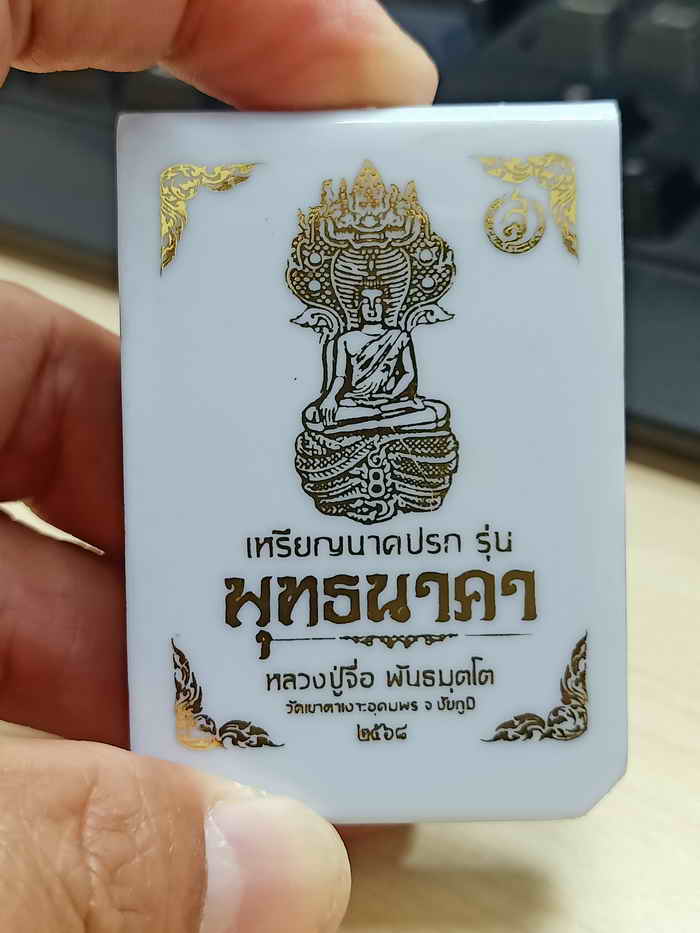 เหรียญนาคปรก รุ่น
พุทธนาคา
หลวงปู่จื่อ พันธมุตโต
วัดเขาตาเงาะอุดมพร จ ชัยภูมิ
๒๕๖๘